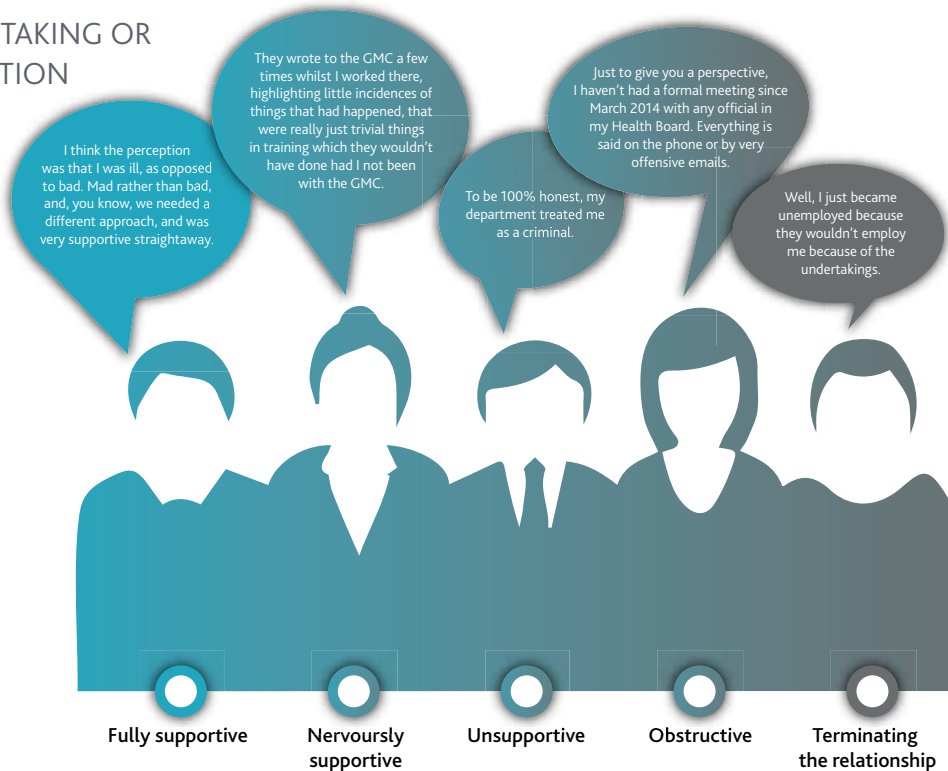 TAKING OR
TION
I think the perception
was that I was ill, as opposed
to bad. Mad rather than bad,
and, you know, we needed a
different approach, and was
very supportive straightaway.
They wrote to the GMC a few
times whilst I worked there,
highlighting little incidences of
things that had happened, that
were really just trivial things
in training which they wouldn't
have done had I not been
with the GMC.
To be 100% honest, my
department treated me
as a criminal.
Just to give you a perspective,
I haven't had a formal meeting since
March 2014 with any official in
my Health Board. Everything is
said on the phone or by very
offensive emails.
Well, I just became
unemployed because
they wouldn't employ
me because of the
undertakings.
Fully supportive
Nervoursly
supportive
Unsupportive
Obstructive
Terminating
the relationship